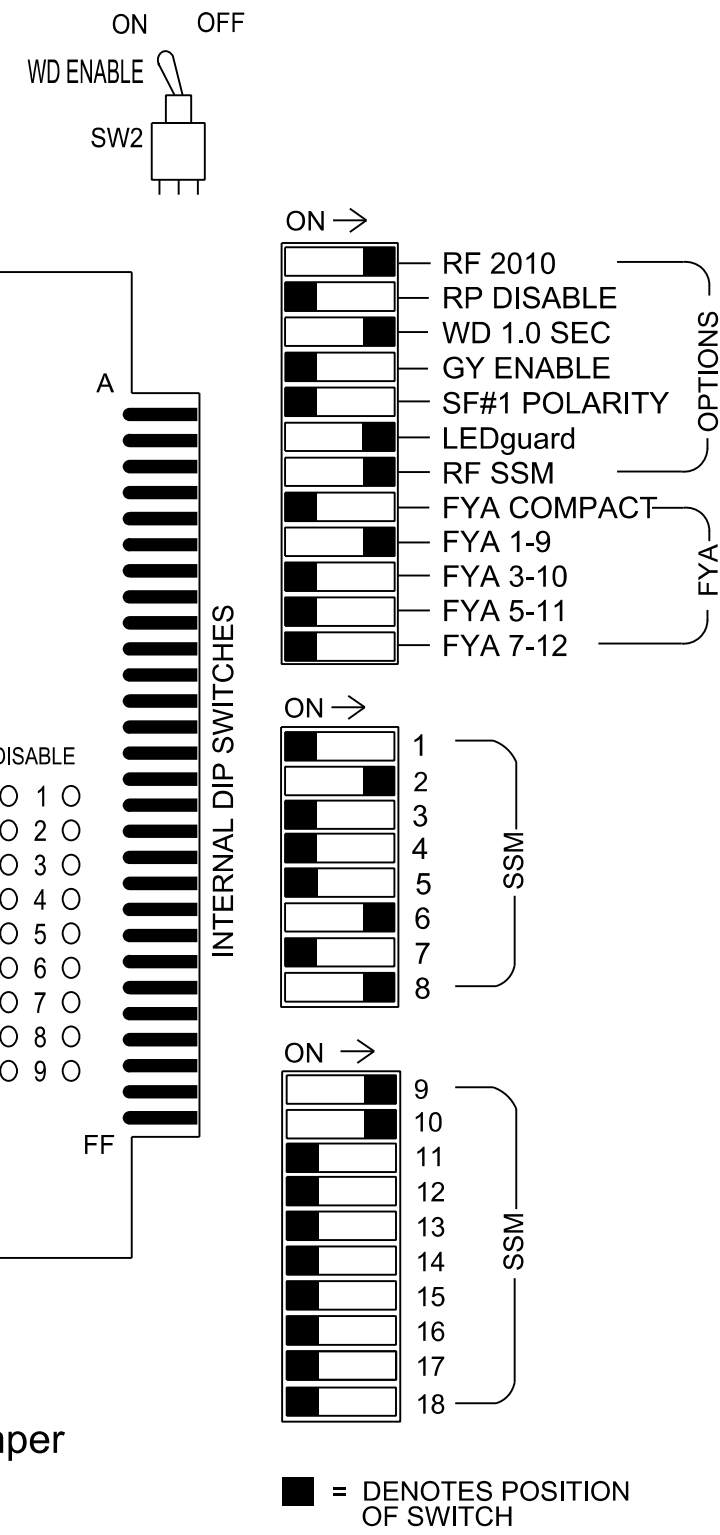 ON OFF
WD ENABLE
SW2
ON
RF 2010
RP DISABLE
WD 1.0 SEC
GY ENABLE
SF#1 POLARITY
LEDguard
RF SSM
FYA COMPACT
FYA 1-9
FYA 3-10
FYA 5-11
FYA 7-12
OPTIONS
FYA
A
FF
INTERNAL DIP SWITCHES
DISABLE
1
2
3
4
5
6
7
8
9
ON
1
2
3
4
5
6
7
8
SSM
ON
9
10
11
12
13
14
15
16
17
18
SSM
= DENOTES POSITION
OF SWITCH